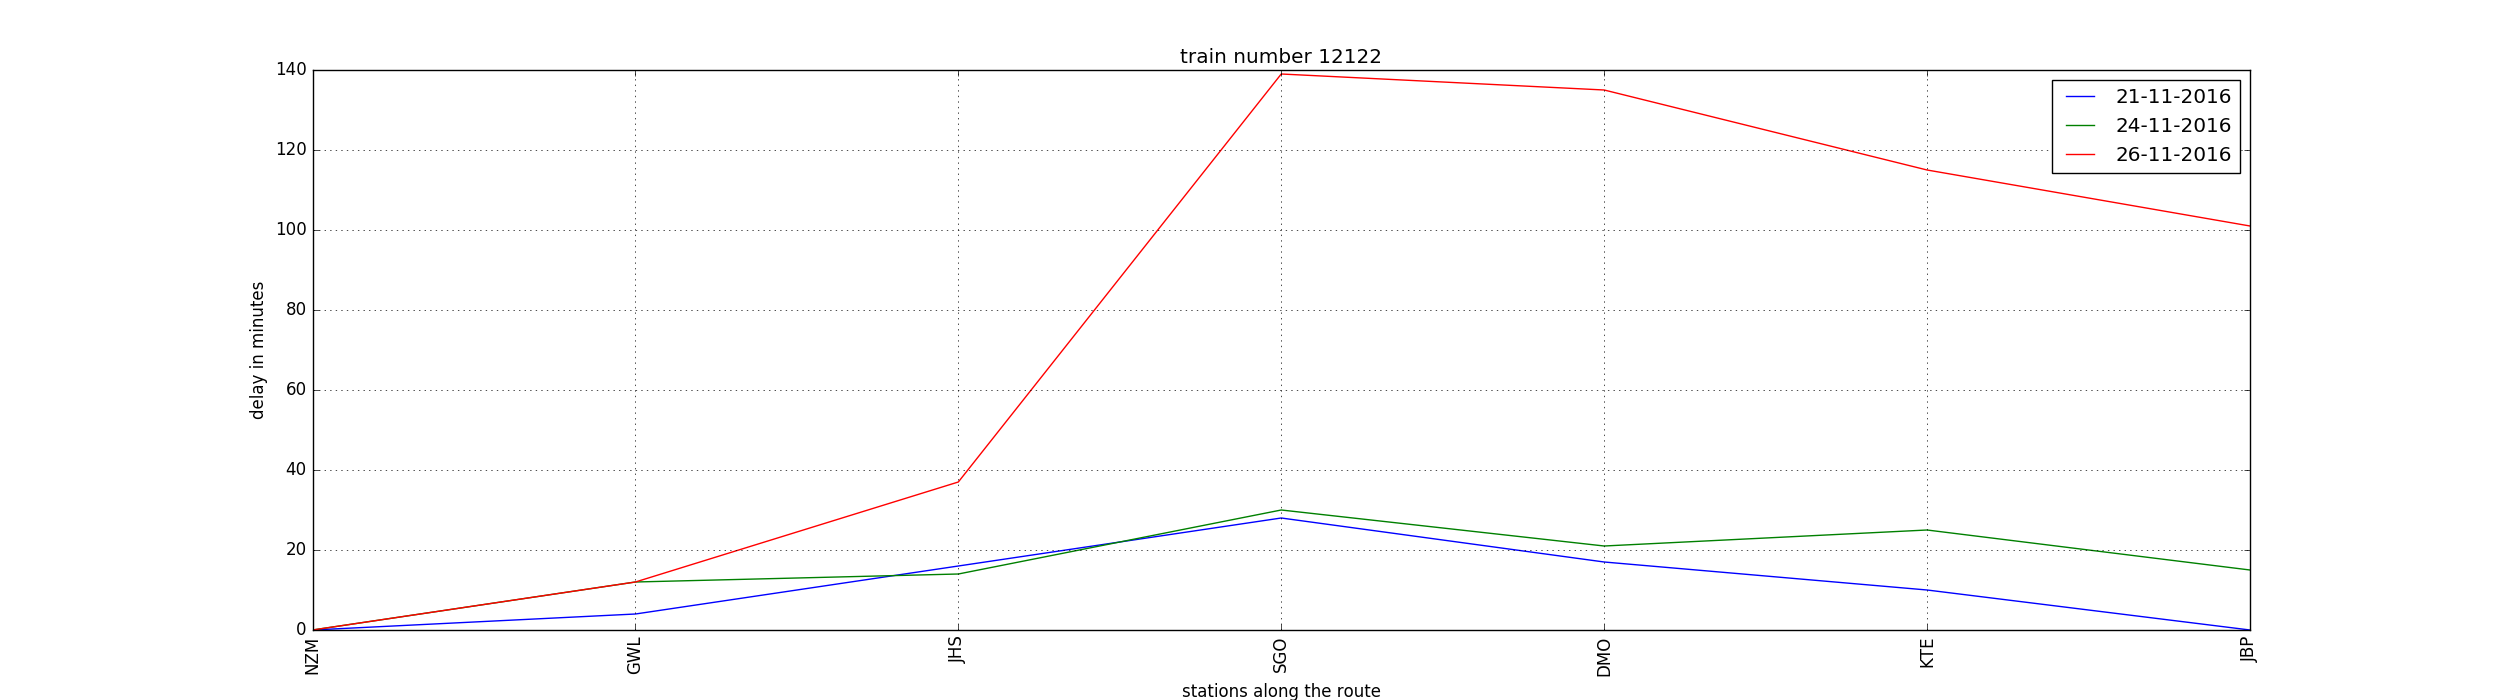 train number 12122
140
120
100
80
60
40
20
0
delay in minutes
21-11-2016
24-11-2016
26-11-2016
NZM
GWL
JHS
SGO
DMO
KTE
JBP
stations along the route